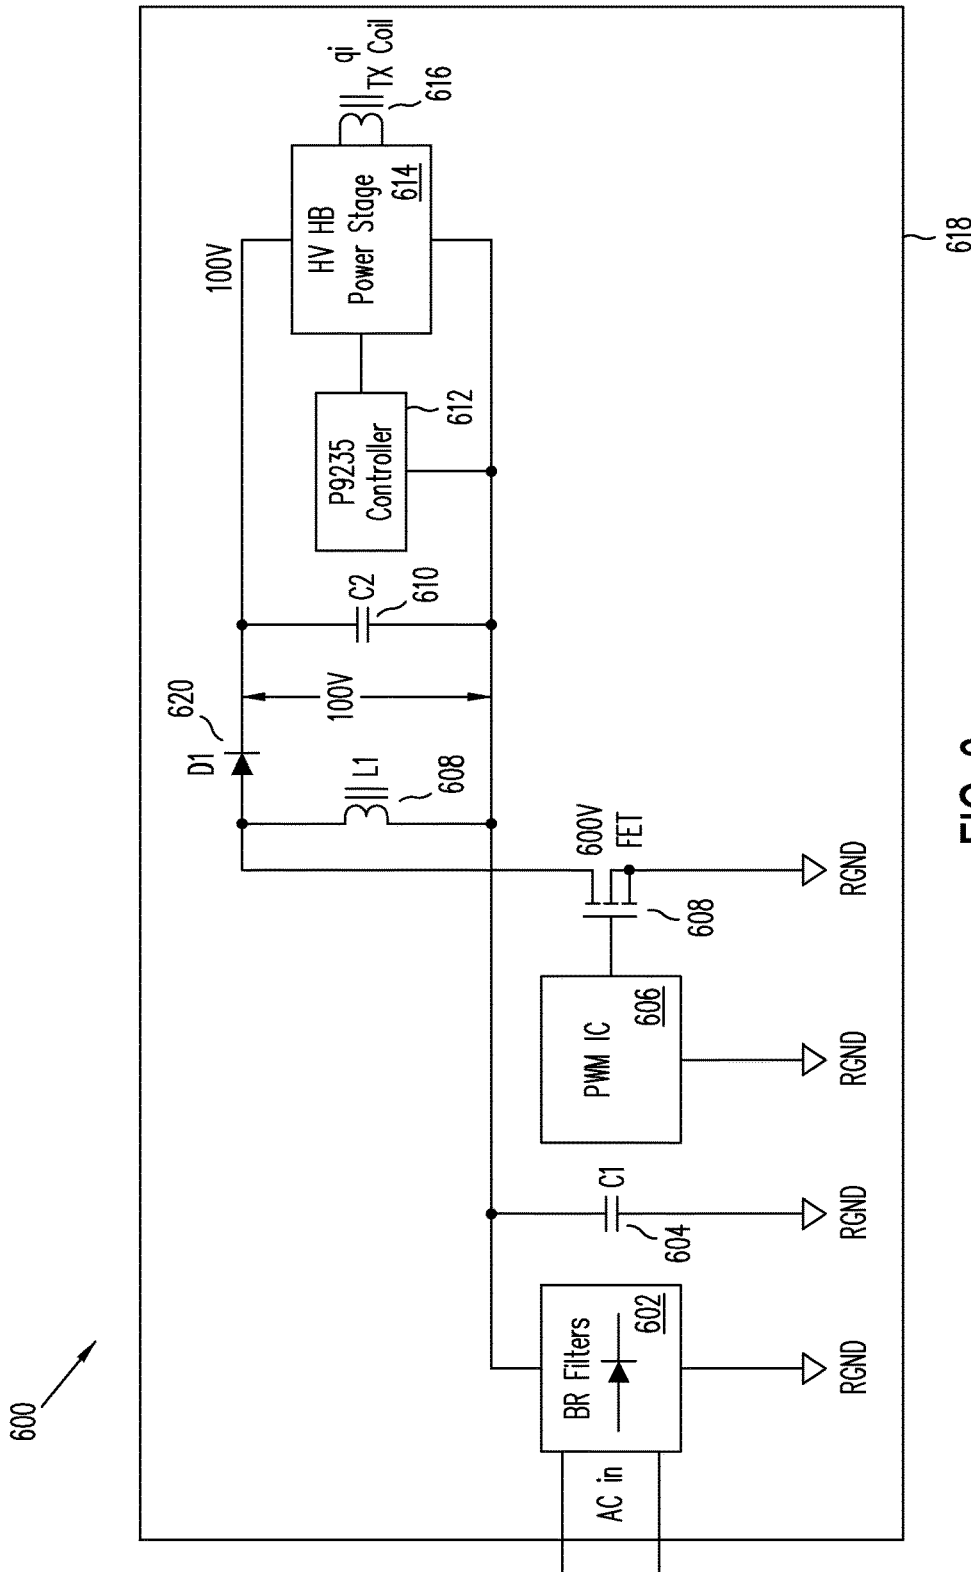 600
AC in
BR Filters
602
RGND
C1
604
RGND
PWM IC
606
RGND
600V
FET
608
RGND
L1
608
D1
620
100V
C2
610
P9235
Controller
612
100V
HV HB
Power Stage
614
qi
TX Coil
616
618